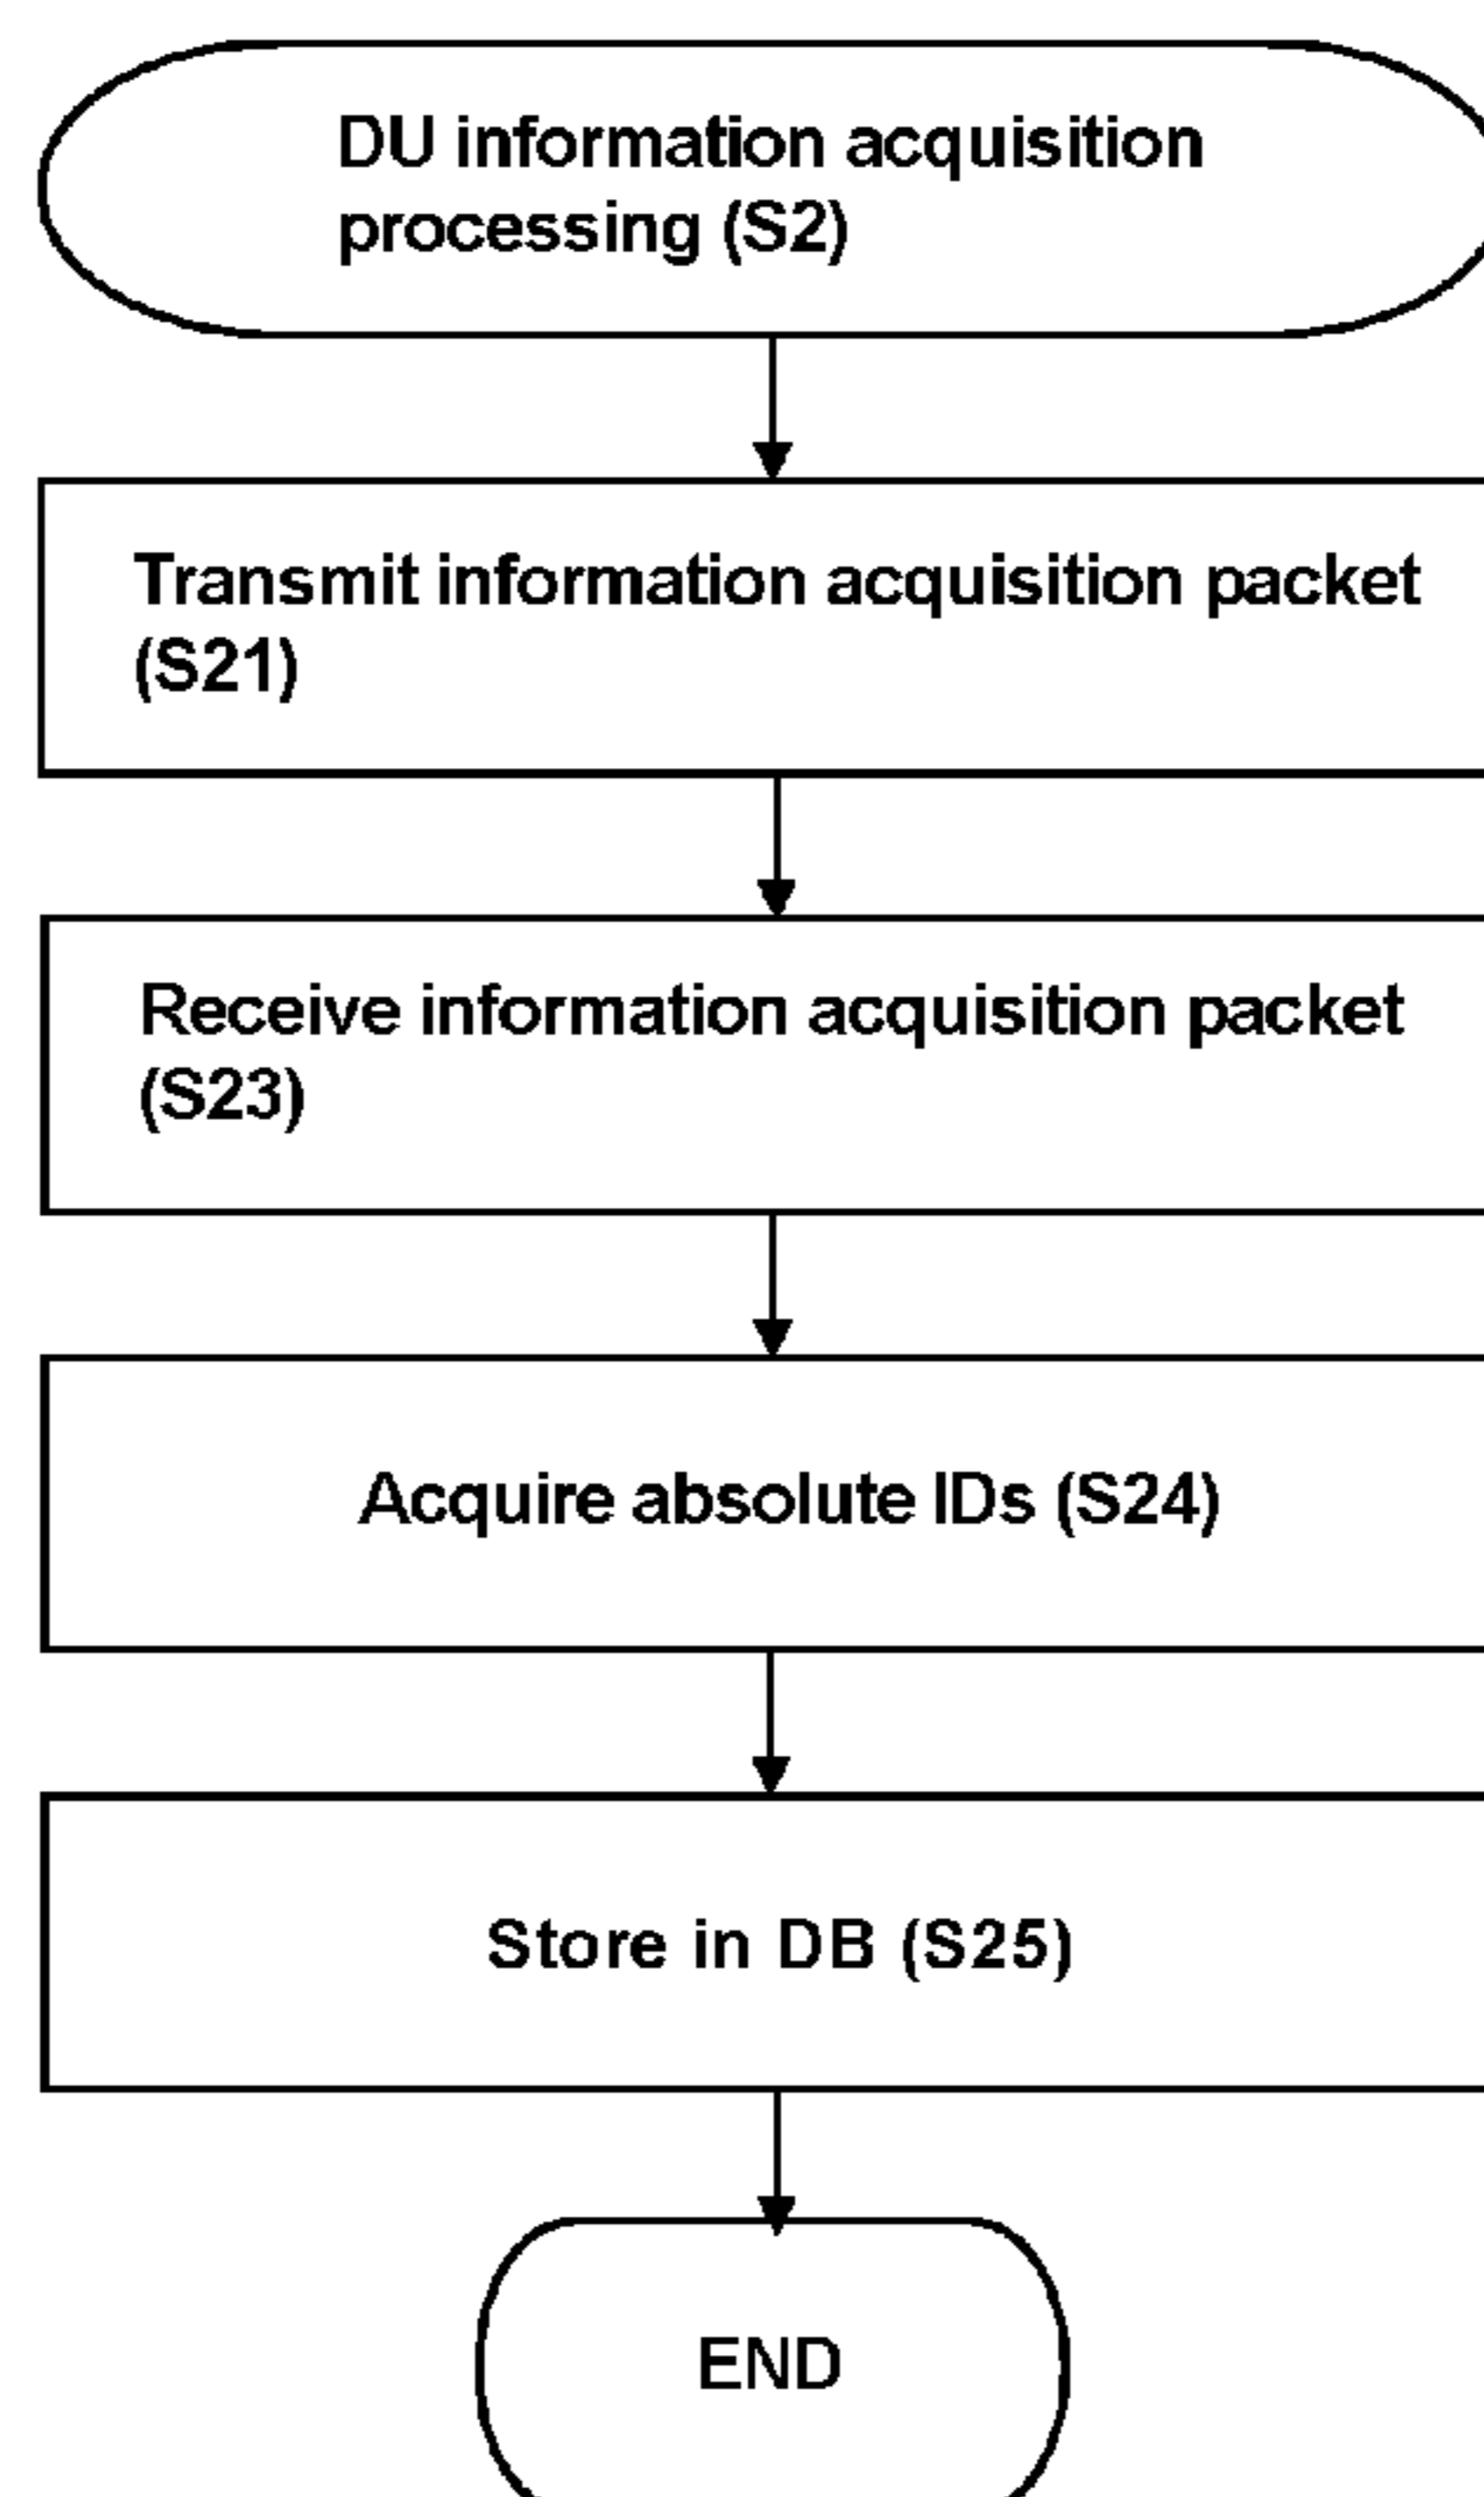 DU information acquisition
processing (S2)
Transmit information acquisition packet
(S21)
Receive information acquisition packet
(S23)
Acquire absolute IDs (S24)
Store in DB (S25)
END